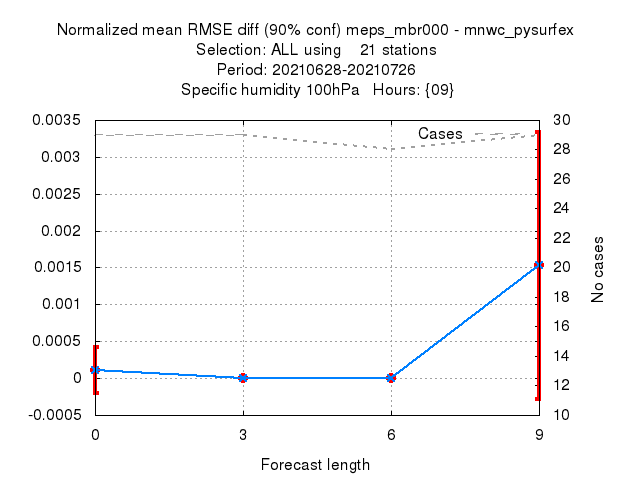 Normalized mean RMSE diff (90% conf) meps_mbr000 - mnwc_pysurfex
Selection: ALL using 21 stations
Period: 20210628-20210726
Specific humidity 100hPa Hours: {09}
0.0035
0.003
0.0025
0.002
0.0015
0.001
0.0005
0
-0.0005
Cases
30
28
26
24
22
20
18
16
14
12
10
No cases
0 3 6 9
Forecast length